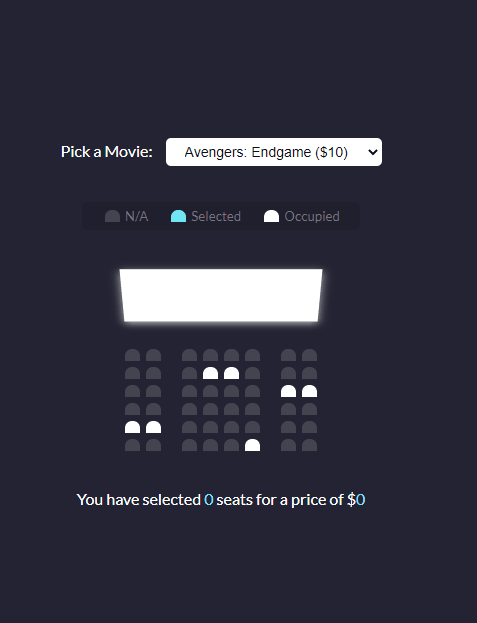 Pick a Movie: Avengers: Endgame ($10)
N/A Selected Occupied
You have selected 0 seats for a price of $0